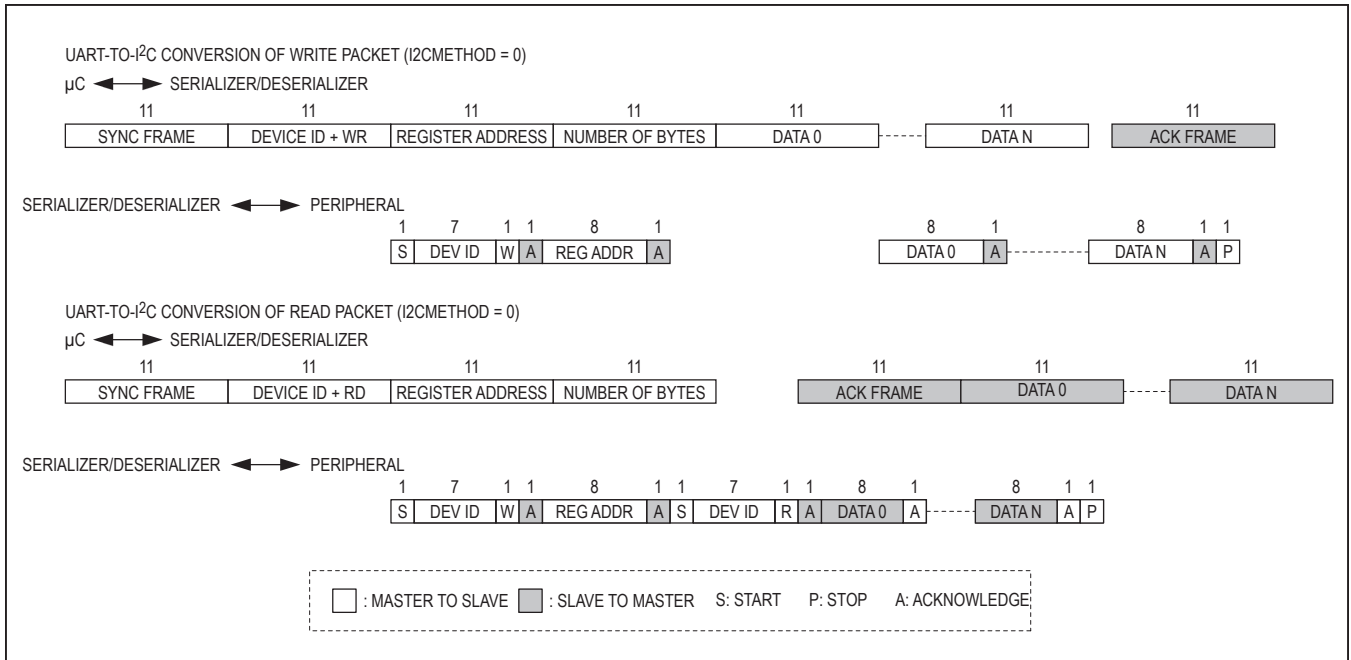 UART-TO-I2C CONVERSION OF WRITE PACKET (I2CMETHOD = 0)
µC SERIALIZER/DESERIALIZER
11 11 11 11 11 11 11
SYNC FRAME DEVICE ID + WR REGISTER ADDRESS NUMBER OF BYTES DATA 0 DATA N ACK FRAME
SERIALIZER/DESERIALIZER PERIPHERAL
1 7 1 1 8 1 8 1 8 1 1
S DEV ID W A REG ADDR A DATA 0 A DATA N A P
UART-TO-I2C CONVERSION OF READ PACKET (I2CMETHOD = 0)
µC SERIALIZER/DESERIALIZER
11 11 11 11 11 11 11
SYNC FRAME DEVICE ID + RD REGISTER ADDRESS NUMBER OF BYTES ACK FRAME DATA 0 DATA N
SERIALIZER/DESERIALIZER PERIPHERAL
1 7 1 1 8 1 1 7 1 1 8 1 8 1 1
S DEV ID W A REG ADDR A S DEV ID R A DATA 0 A DATA N A P
: MASTER TO SLAVE : SLAVE TO MASTER S: START P: STOP A: ACKNOWLEDGE